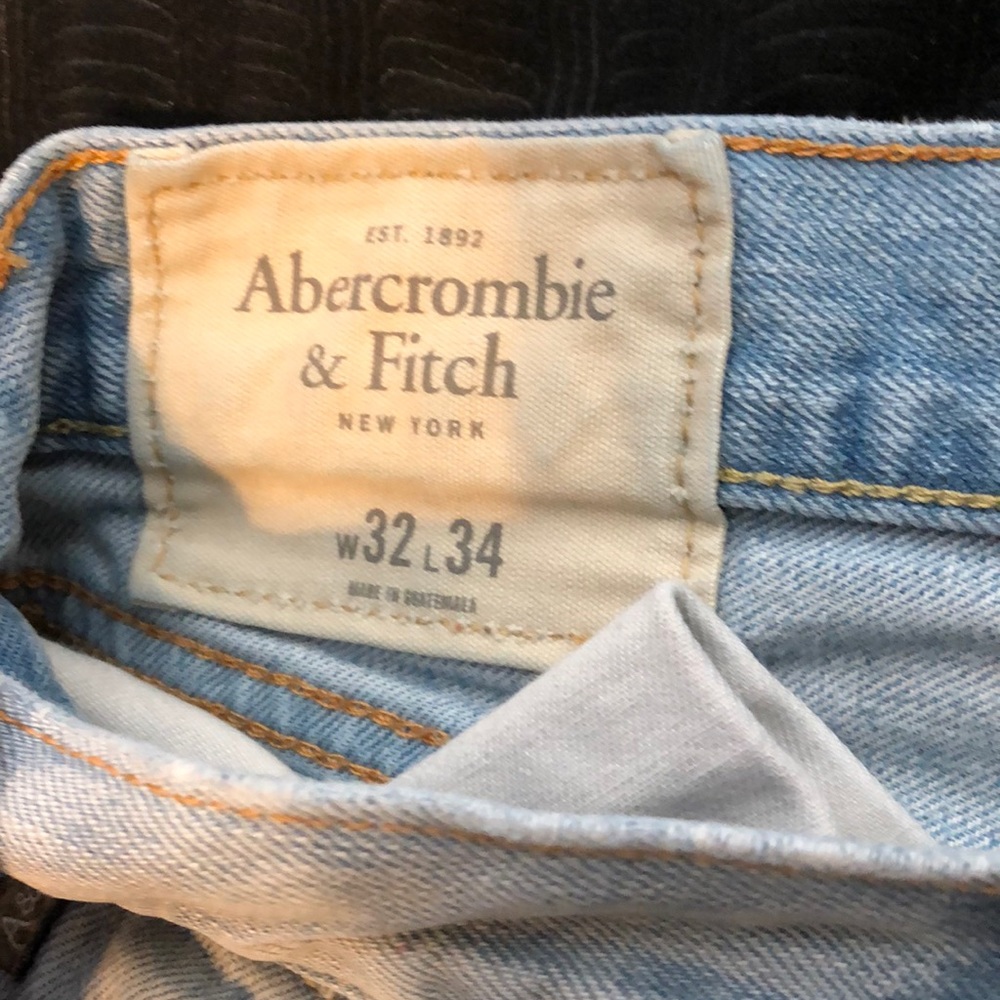 EST. 1892
Abercrombie
& Fitch
NEW YORK
W32 L34
MADE IN GUATEMALA
A&